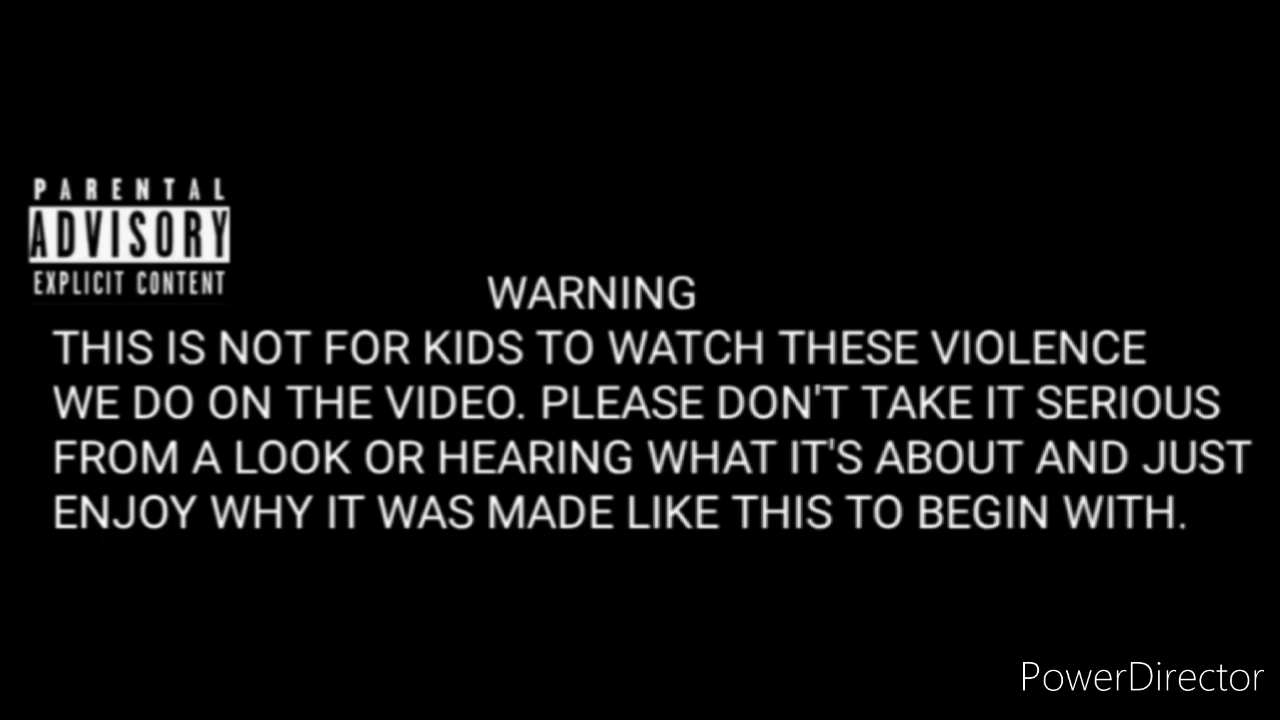 PARENTAL
ADVISORY
EXPLICIT CONTENT
WARNING
THIS IS NOT FOR KIDS TO WATCH THESE VIOLENCE
WE DO ON THE VIDEO. PLEASE DON'T TAKE IT SERIOUS
FROM A LOOK OR HEARING WHAT IT'S ABOUT AND JUST
ENJOY WHY IT WAS MADE LIKE THIS TO BEGIN WITH.
PowerDirector